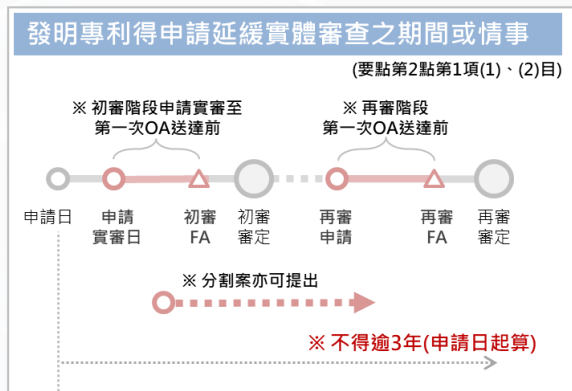 發明專利得申請延緩實體審查之期間或情事
(要點第2點第1項(1)、(2)目)
※ 初審階段申請實審至
第一次OA送達前
※ 再審階段
第一次OA送達前
申請日
申請
實審日
初審
FA
初審
審定
再審
申請
再審
FA
再審
審定
※ 分割案亦可提出
※ 不得逾3年(申請日起算)